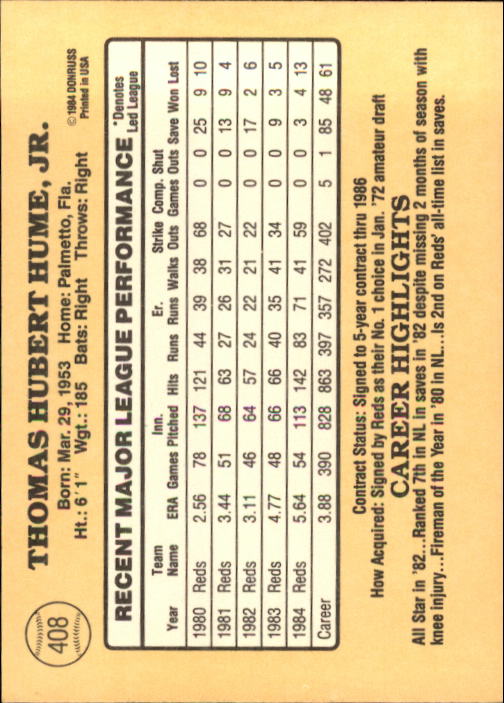 408
THOMAS HUBERT HUME, JR.
Born: Mar. 29, 1953 Home: Palmetto, Fla.
Ht.: 6'1" Wgt.: 185 Bats: Right Throws: Right
© 1984 DONRUSS
Printed in USA
RECENT MAJOR LEAGUE PERFORMANCE *Denotes Led League
Year Team Name ERA Games Inn. Pitched Hits Runs Er. Runs Walks Strike Outs Comp. Games Shut Outs Save Won Lost
1980 Reds 2.56 78 137 121 44 39 38 68 0 0 25 9 10
1981 Reds 3.44 51 68 63 27 26 31 27 0 0 13 9 4
1982 Reds 3.11 46 64 57 24 22 21 22 0 0 17 2 6
1983 Reds 4.77 48 66 66 40 35 41 34 0 0 9 3 5
1984 Reds 5.64 54 113 142 83 71 41 59 0 0 3 4 13
Career 3.88 390 828 863 397 357 272 402 5 1 85 48 61
Contract Status: Signed to 5-year contract thru 1986
How Acquired: Signed by Reds as their No. 1 choice in Jan. '72 amateur draft
CAREER HIGHLIGHTS
All Star in '82...Ranked 7th in NL in saves in '82 despite missing 2 months of season with
knee injury...Fireman of the Year in '80 in NL...Is 2nd on Reds' all-time list in saves.